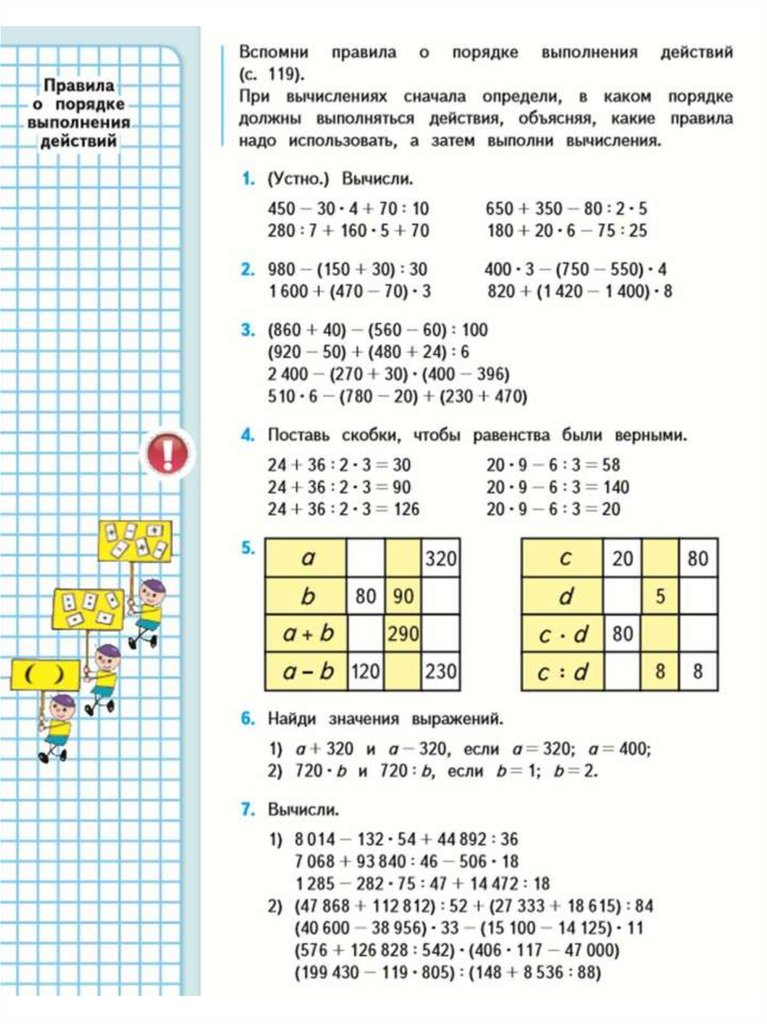 Правила
о порядке
выполнения
действий
Вспомни правила о порядке выполнения действий
(с. 119).
При вычислениях сначала определи, в каком порядке
должны выполняться действия, объясняя, какие правила
надо использовать, а затем выполни вычисления.
1. (Устно.) Вычисли.
450 – 30 · 4 + 70 : 10 650 + 350 – 80 : 2 · 5
280 : 7 + 160 · 5 + 70 180 + 20 · 6 – 75 : 25
2. 980 – (150 + 30) : 30 400 · 3 – (750 – 550) · 4
1 600 + (470 – 70) · 3 820 + (1 420 – 1 400) · 8
3. (860 + 40) – (560 – 60) : 100
(920 – 50) + (480 + 24) : 6
2 400 – (270 + 30) · (400 – 396)
510 · 6 – (780 – 20) + (230 + 470)
4. Поставь скобки, чтобы равенства были верными.
24 + 36 : 2 · 3 = 30 20 · 9 – 6 : 3 = 58
24 + 36 : 2 · 3 = 90 20 · 9 – 6 : 3 = 140
24 + 36 : 2 · 3 = 126 20 · 9 – 6 : 3 = 20
!
5.
a 320
b 80 90
a + b 290
a – b 120 230
c 20 80
d 5
c · d 80
c : d 8 8
( )
6. Найди значения выражений.
1) a + 320 и a – 320, если a = 320; a = 400;
2) 720 · b и 720 : b, если b = 1; b = 2.
7. Вычисли.
1) 8 014 – 132 · 54 + 44 892 : 36
7 068 + 93 840 : 46 – 506 · 18
1 285 – 282 · 75 : 47 + 14 472 : 18
2) (47 868 + 112 812) : 52 + (27 333 + 18 615) : 84
(40 600 – 38 956) · 33 – (15 100 – 14 125) · 11
(576 + 126 828 : 542) · (406 · 117 – 47 000)
(199 430 – 119 · 805) : (148 + 8 536 : 88)